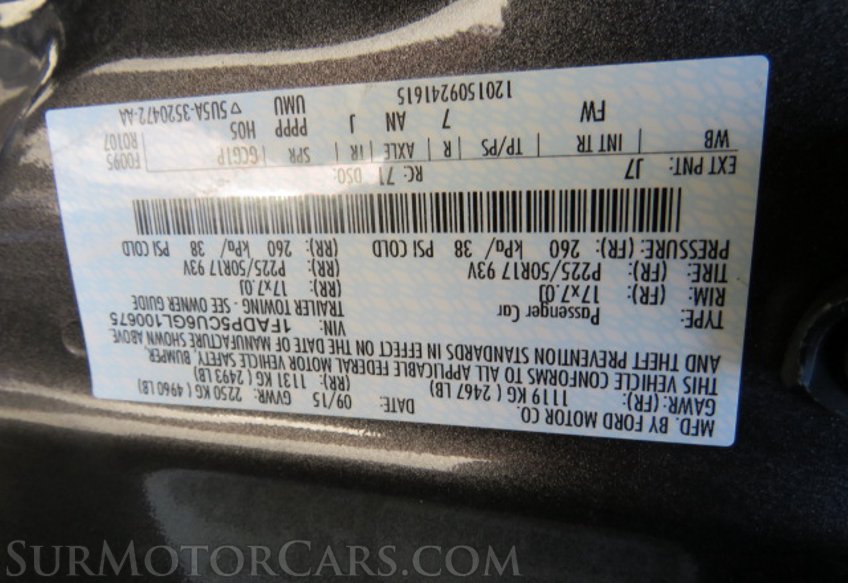 MFD. BY FORD MOTOR CO.
DATE: 09/15 GVWR: 2250 KG ( 4960 LB)
GAWR: (FR): 1119 KG ( 2467 LB) (RR): 1131 KG ( 2493 LB)
THIS VEHICLE CONFORMS TO ALL APPLICABLE FEDERAL MOTOR VEHICLE SAFETY, BUMPER,
AND THEFT PREVENTION STANDARDS IN EFFECT ON THE DATE OF MANUFACTURE SHOWN ABOVE.
VIN: 1FADP5CU6GL100675
TYPE: Passenger Car TRAILER TOWING - SEE OWNER GUIDE
RIM: (FR): 17x7.0J (RR): 17x7.0J
TIRE: (FR): P225/50R17 93V (RR): P225/50R17 93V
PRESSURE: (FR): 260 kPa/ 38 PSI COLD (RR): 260 kPa/ 38 PSI COLD
EXT PNT: J7 RC: 71 DSO: F0095
WB INT TR TP/PS R AXLE TR SPR 6CG1P R0107
FW 7 AN J PPPP H05
1201509241615 UMU 5U5A-3520472-AA
SURMOTORCARS.COM